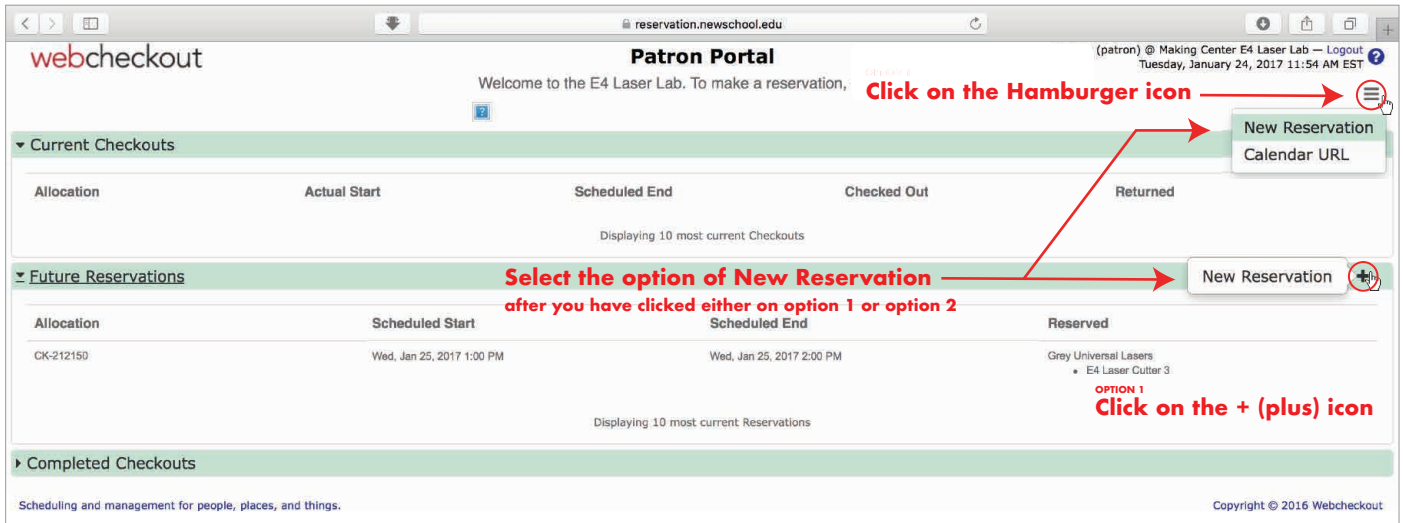 reservation.newschool.edu
webcheckout
Patron Portal
(patron) @ Making Center E4 Laser Lab — Logout
Tuesday, January 24, 2017 11:54 AM EST
Welcome to the E4 Laser Lab. To make a reservation,
Click on the Hamburger icon
New Reservation
Calendar URL
Current Checkouts
Allocation Actual Start Scheduled End Checked Out Returned
Displaying 10 most current Checkouts
Future Reservations
Select the option of New Reservation
after you have clicked either on option 1 or option 2
New Reservation
Allocation Scheduled Start Scheduled End Reserved
CK-212150 Wed, Jan 25, 2017 1:00 PM Wed, Jan 25, 2017 2:00 PM Grey Universal Lasers
• E4 Laser Cutter 3
OPTION 1
Click on the + (plus) icon
Displaying 10 most current Reservations
Completed Checkouts
Scheduling and management for people, places, and things.
Copyright © 2016 Webcheckout